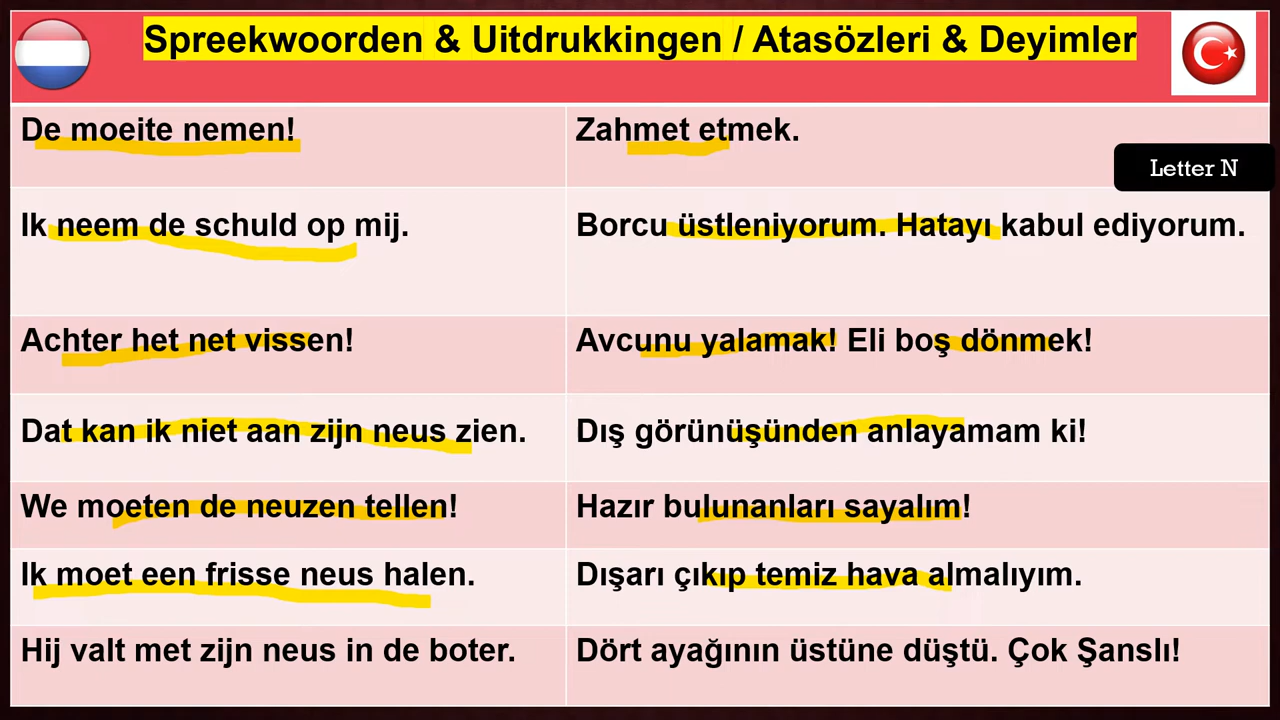 Spreekwoorden & Uitdrukkingen / Atasözleri & Deyimler
De moeite nemen!
Zahmet etmek.
Letter N
Ik neem de schuld op mij.
Borcu üstleniyorum. Hatayı kabul ediyorum.
Achter het net vissen!
Avcunu yalamak! Eli boş dönmek!
Dat kan ik niet aan zijn neus zien.
Dış görünüşünden anlayamam ki!
We moeten de neuzen tellen!
Hazır bulunanları sayalım!
Ik moet een frisse neus halen.
Dışarı çıkıp temiz hava almalıyım.
Hij valt met zijn neus in de boter.
Dört ayağının üstüne düştü. Çok Şanslı!